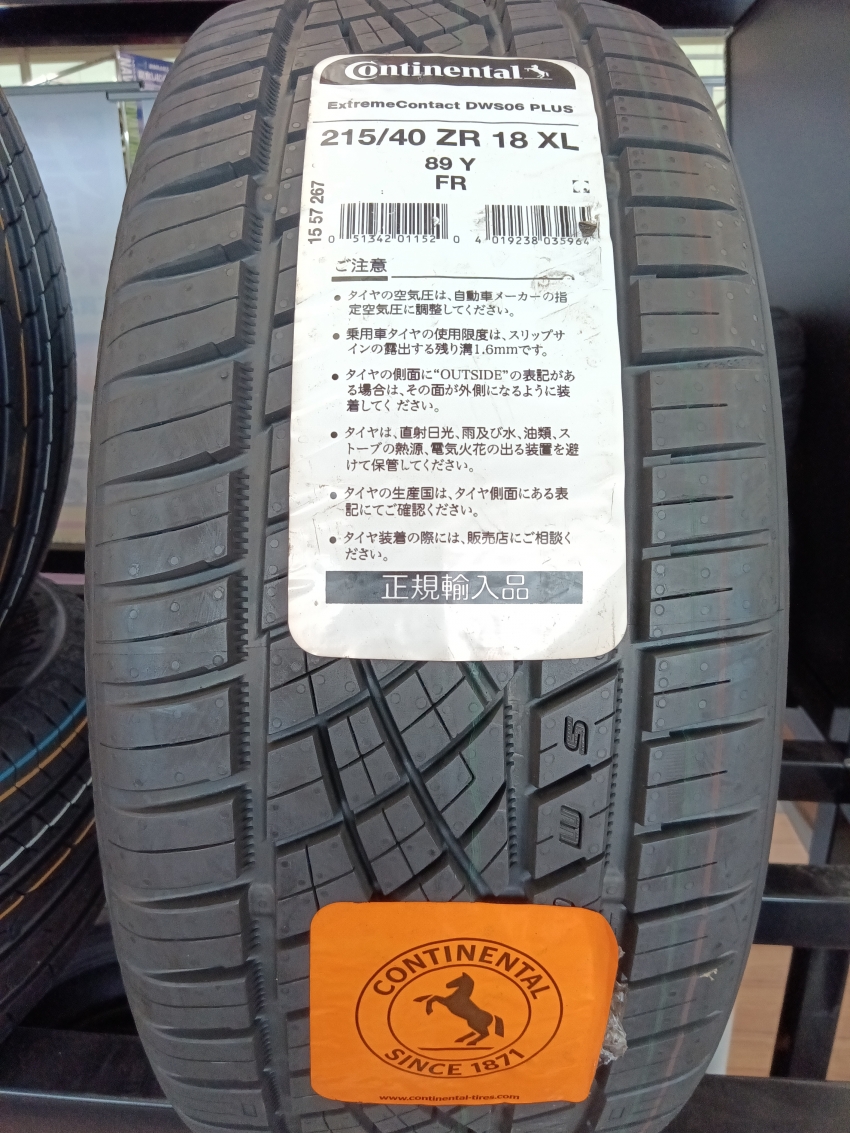 Continental
ExtremeContact DWS06 PLUS
215/40 ZR 18 XL
89 Y
FR
15 57 267
0 51342 01152 0
4 019238 035964
ご注意
• タイヤの空気圧は、自動車メーカーの指
定空気圧に調整してください。
• 乗用車タイヤの使用限度は、スリップサ
インの露出する残り溝1.6mmです。
• タイヤの側面に“OUTSIDE”の表記があ
る場合は、その面が外側になるように装
着してください。
• タイヤは、直射日光、雨及び水、油類、ス
トーブの熱源、電気火花の出る装置を避
けて保管してください。
• タイヤの生産国は、タイヤ側面にある表
記にてご確認ください。
• タイヤ装着の際には、販売店にご相談く
ださい。
正規輸入品
S
W
CONTINENTAL
SINCE 1871
www.continental-tires.com